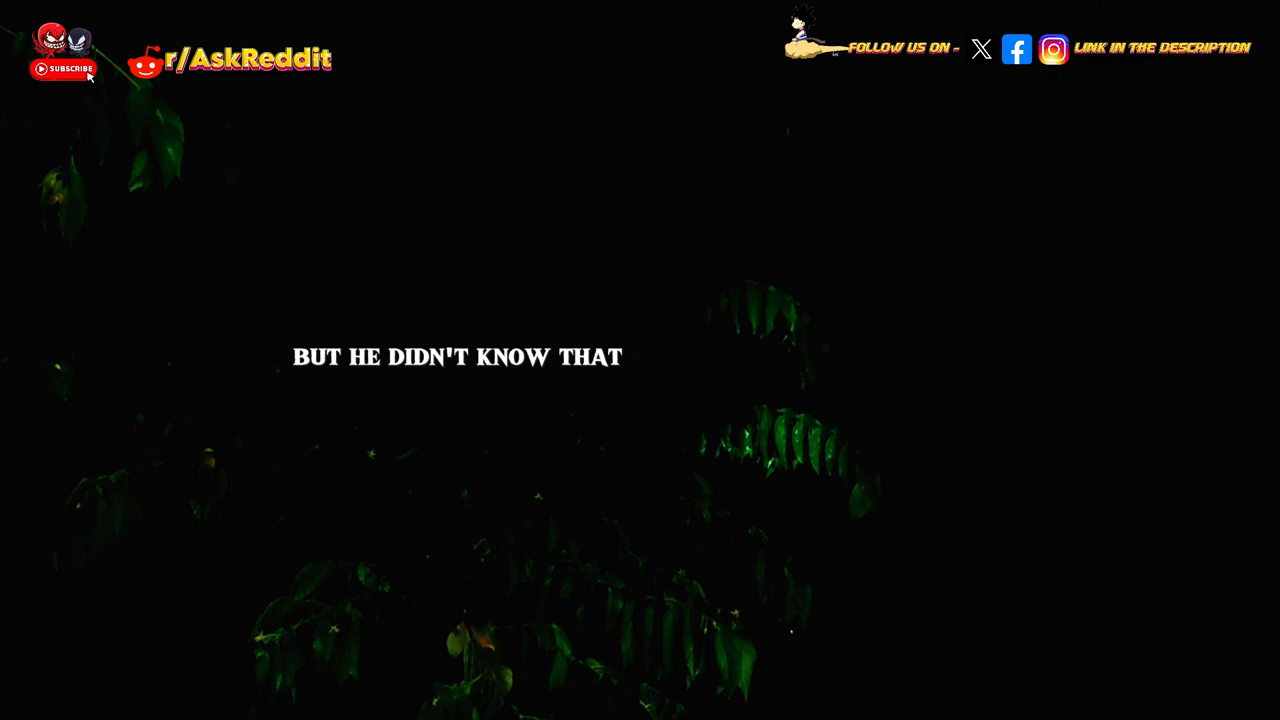 SUBSCRIBE
r/AskReddit
FOLLOW US ON -
LINK IN THE DESCRIPTION
BUT HE DIDN'T KNOW THAT